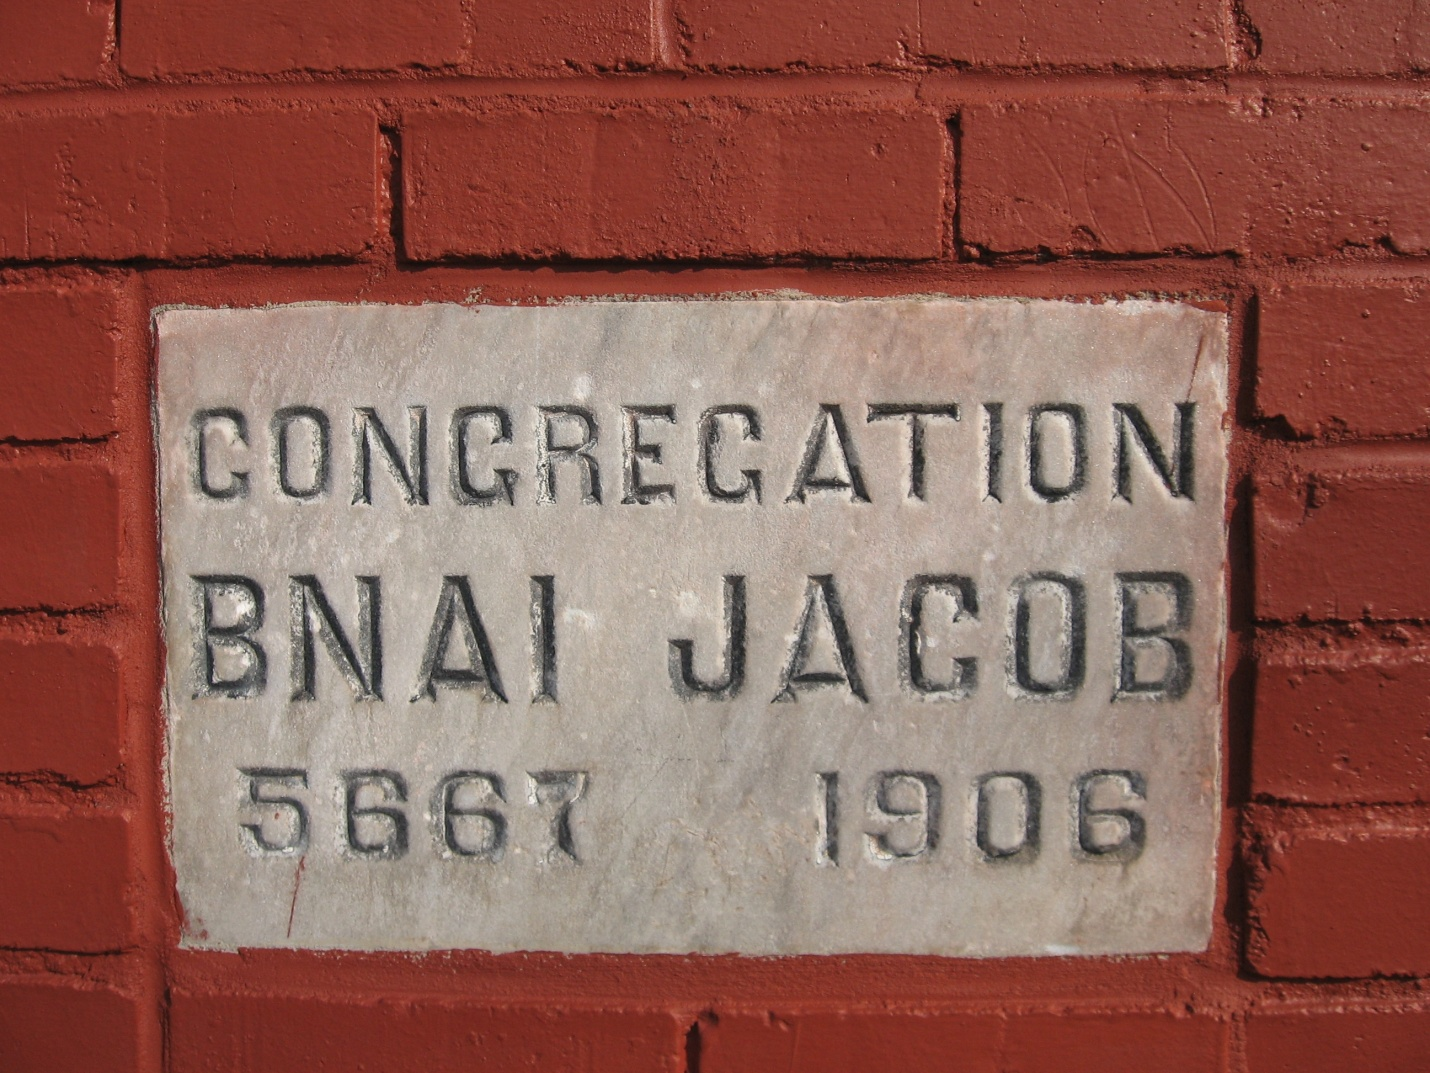 CONGREGATION
BNAI JACOB
5667 1906